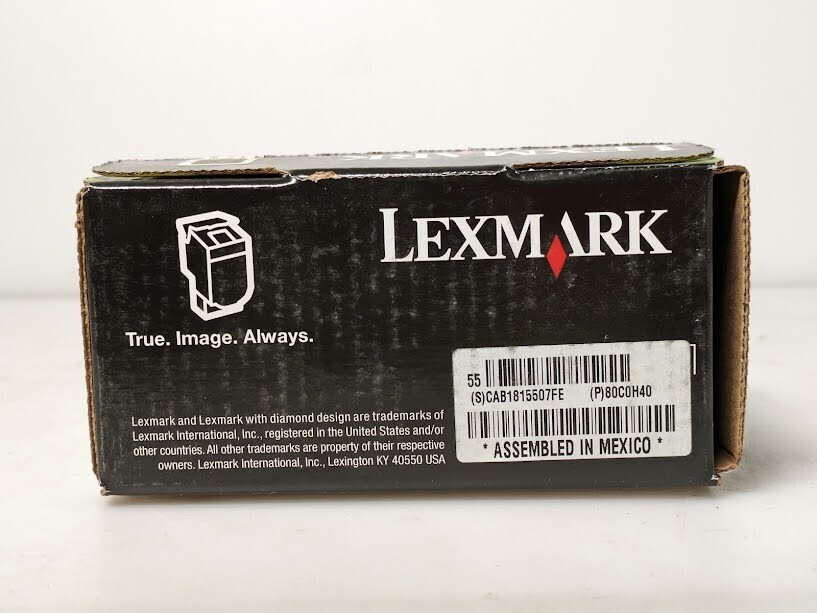 LEXMARK
LEXMARK
True. Image. Always.
55
(S)CAB1815507FE (P)80C0H40
* ASSEMBLED IN MEXICO *
Lexmark and Lexmark with diamond design are trademarks of
Lexmark International, Inc., registered in the United States and/or
other countries. All other trademarks are property of their respective
owners. Lexmark International, Inc., Lexington KY 40550 USA